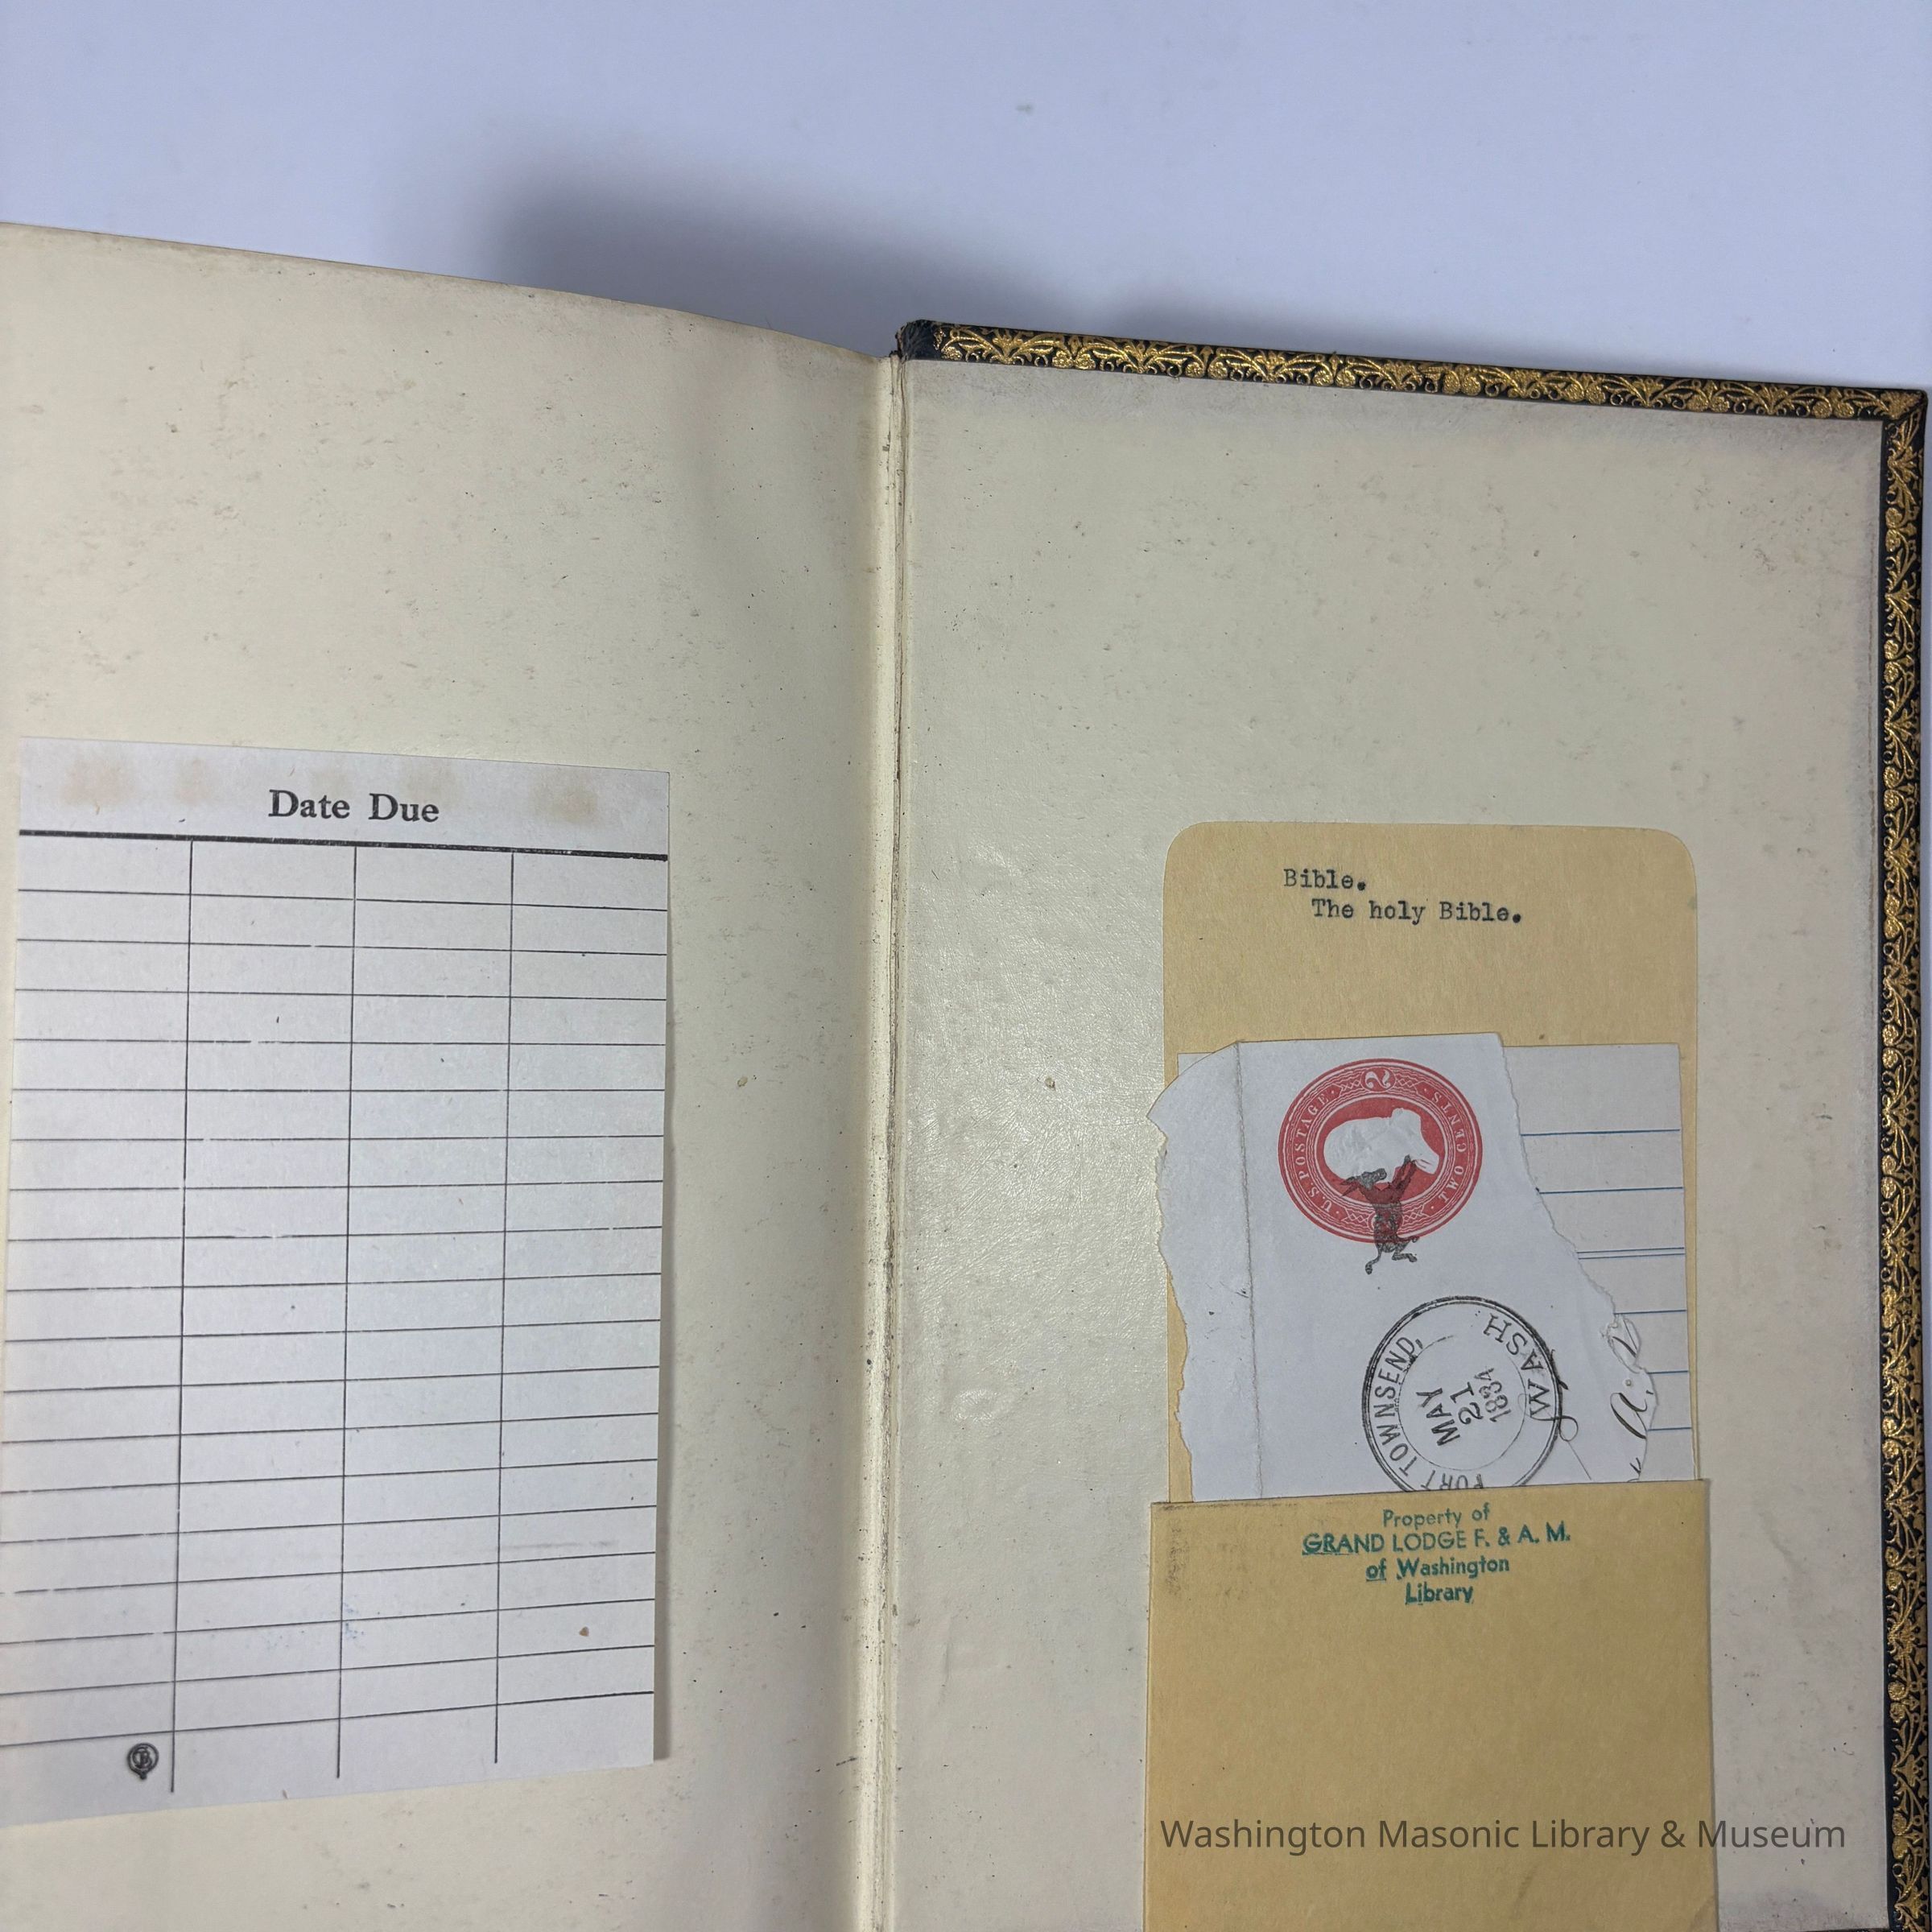 Date Due
Bible.
The holy Bible.
U.S. POSTAGE.
TWO CENTS
2
PORT TOWNSEND,
WASH
MAY
21
1884
Property of
GRAND LODGE F. & A. M.
of Washington
Library
Washington Masonic Library & Museum